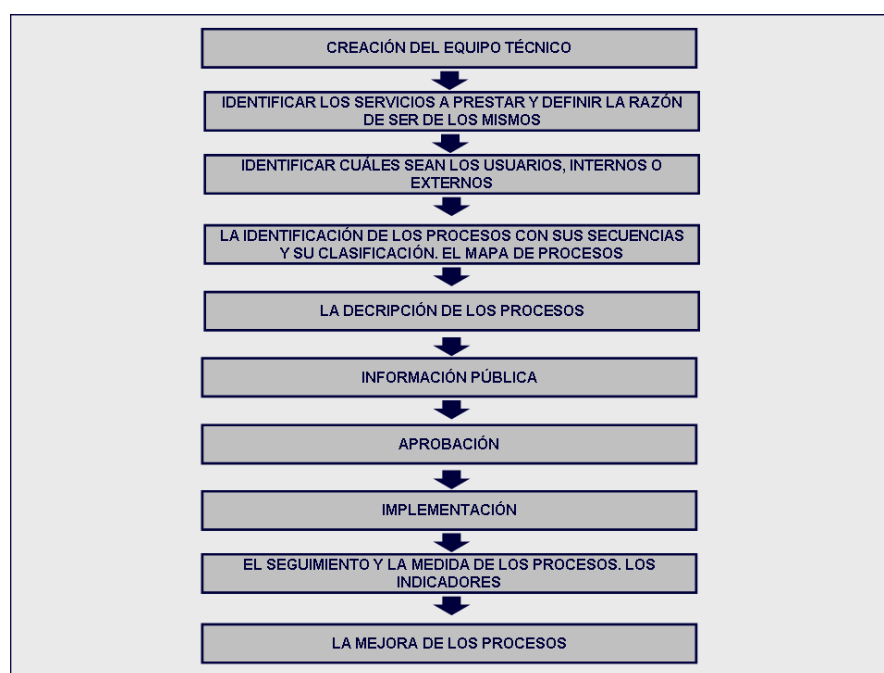 CREACIÓN DEL EQUIPO TÉCNICO
IDENTIFICAR LOS SERVICIOS A PRESTAR Y DEFINIR LA RAZÓN
DE SER DE LOS MISMOS
IDENTIFICAR CUÁLES SEAN LOS USUARIOS, INTERNOS O
EXTERNOS
LA IDENTIFICACIÓN DE LOS PROCESOS CON SUS SECUENCIAS
Y SU CLASIFICACIÓN. EL MAPA DE PROCESOS
LA DECRIPCIÓN DE LOS PROCESOS
INFORMACIÓN PÚBLICA
APROBACIÓN
IMPLEMENTACIÓN
EL SEGUIMIENTO Y LA MEDIDA DE LOS PROCESOS. LOS
INDICADORES
LA MEJORA DE LOS PROCESOS